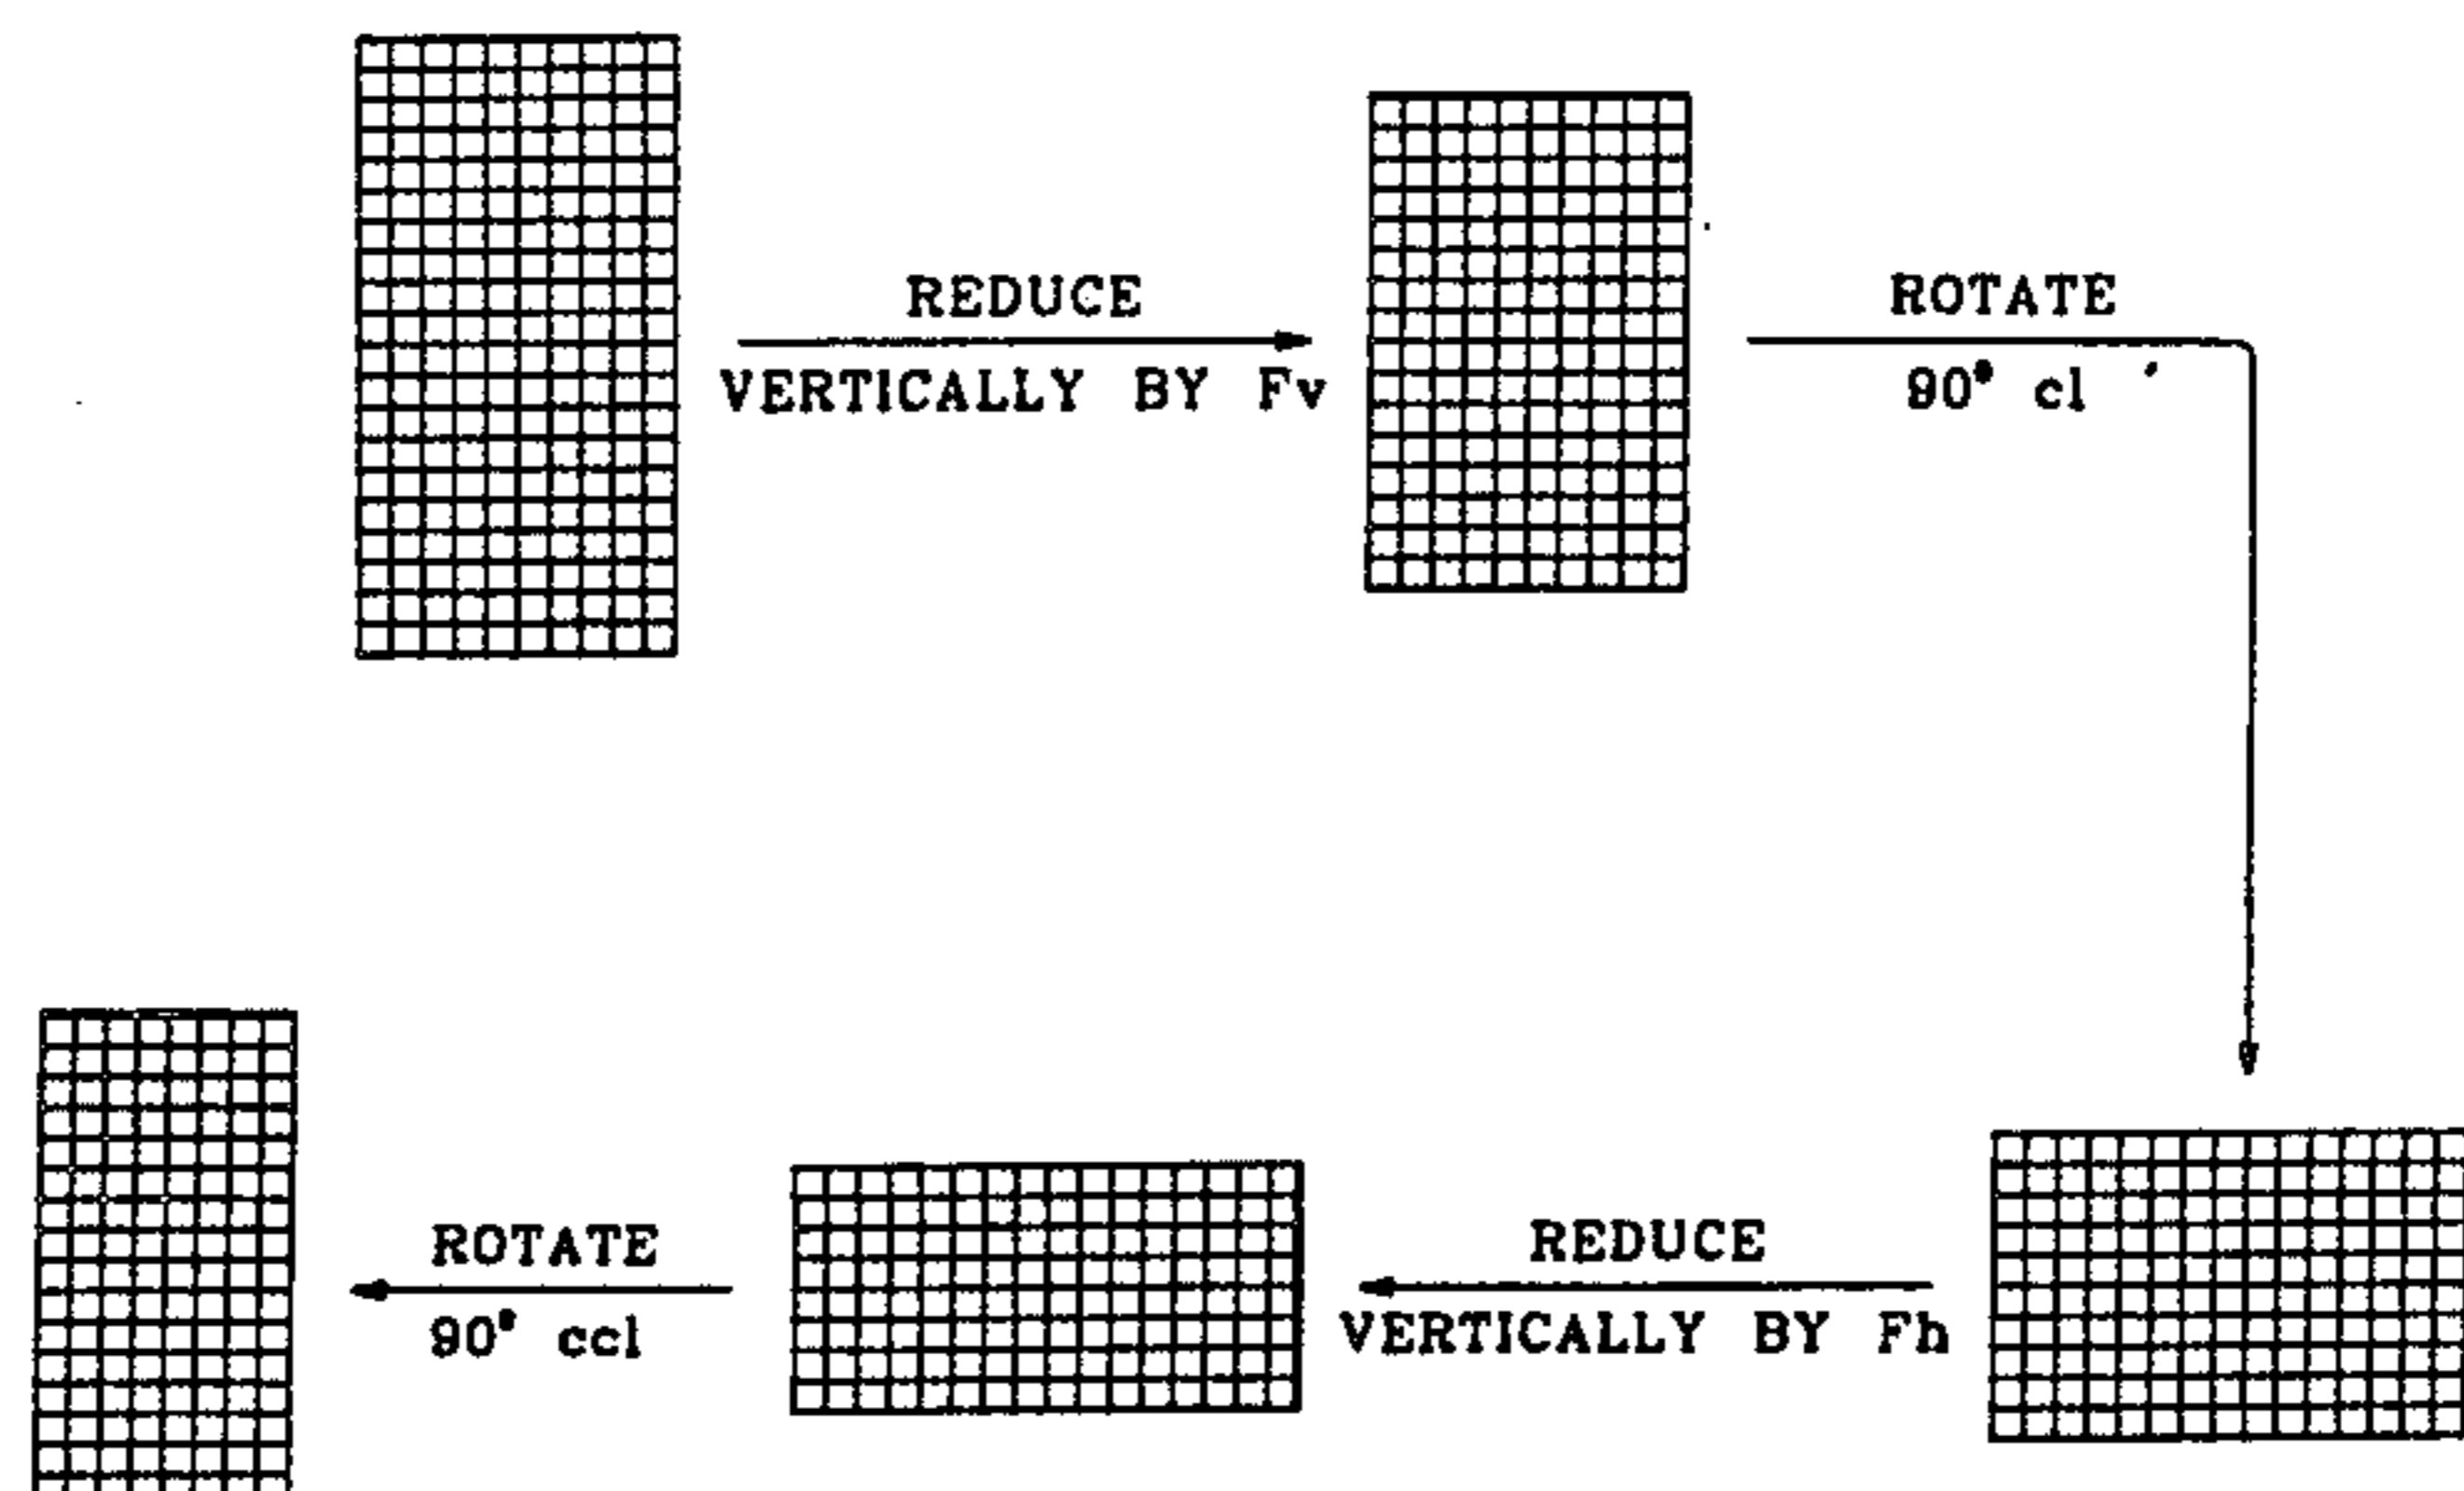 REDUCE
VERTICALLY BY Fv
ROTATE
90° cl
REDUCE
VERTICALLY BY Fh
ROTATE
90° ccl